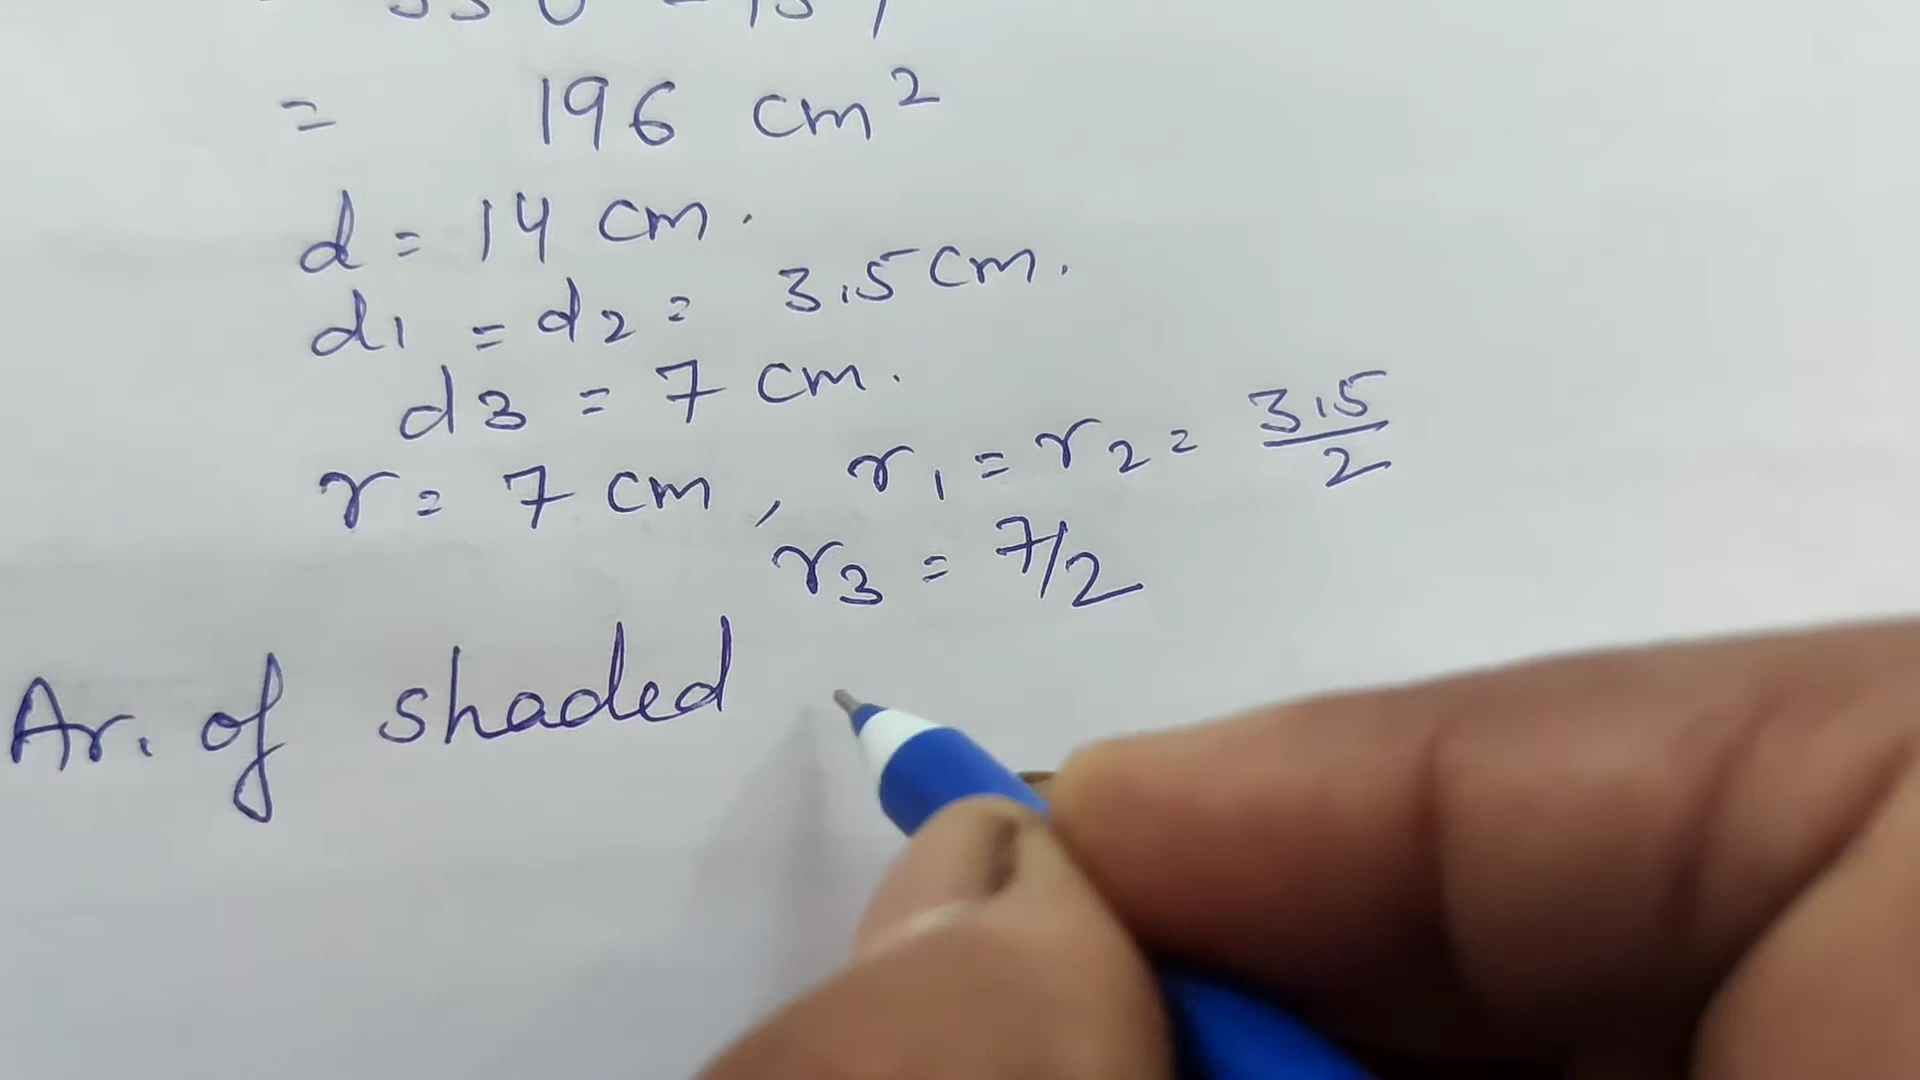 = 196 cm²
d = 14 cm.
d1 = d2 = 3.5 cm.
d3 = 7 cm.
r = 7 cm, r1 = r2 = 3.5/2
r3 = 7/2
Ar. of shaded